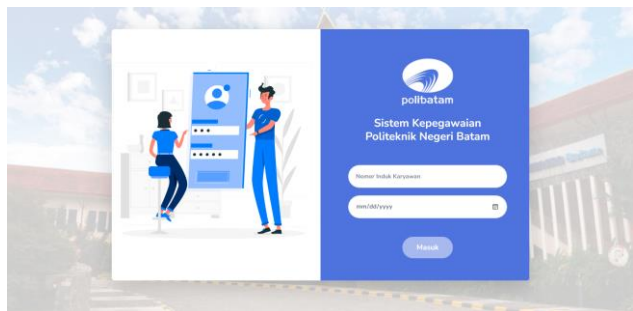 polibatam
Sistem Kepegawaian
Politeknik Negeri Batam
Nomor Induk Karyawan
mm/dd/yyyy
Masuk